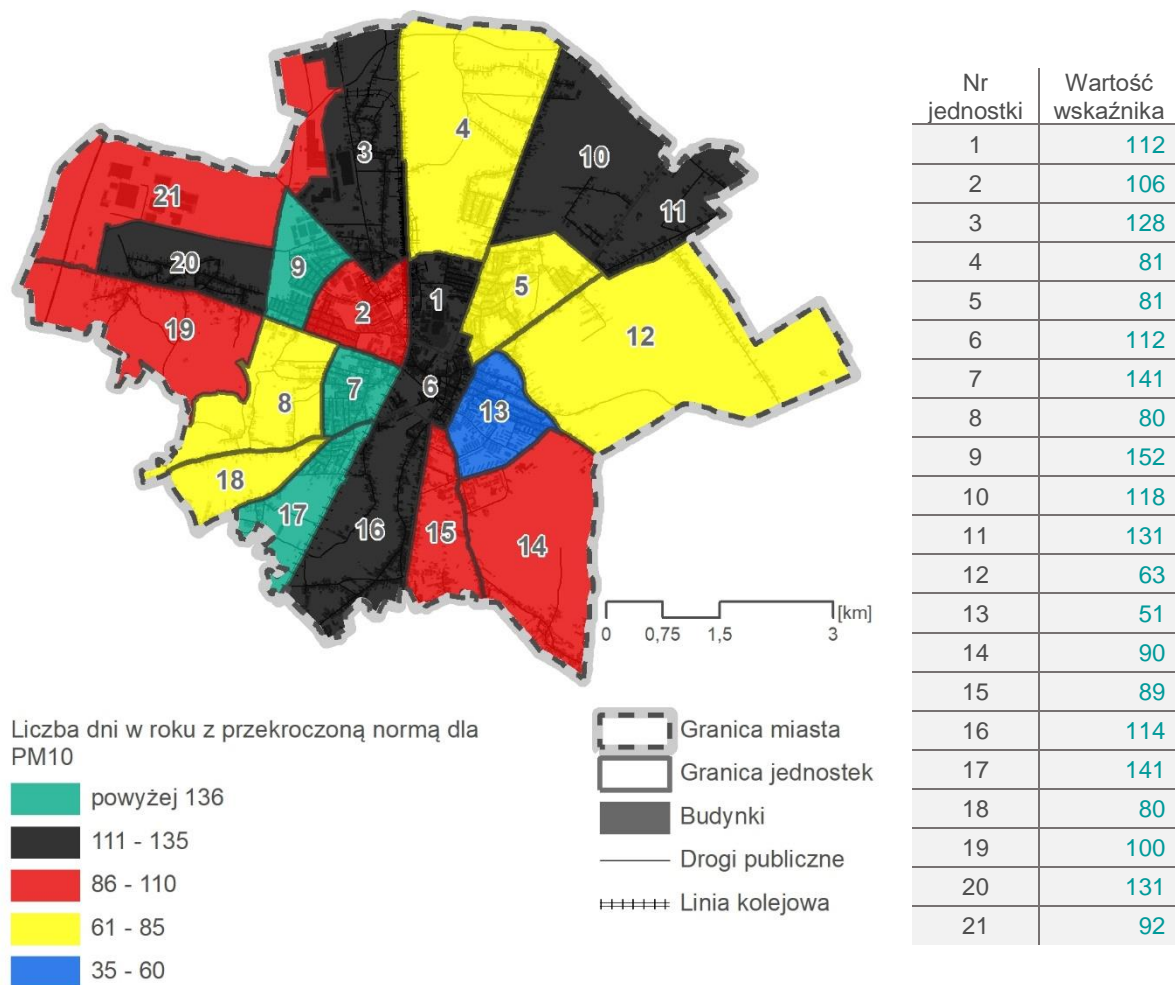 4
3
10
21
11
20
9
5
1
2
19
12
6
7
8
13
18
17
16
15
14
[km]
0 0,75 1,5 3
Liczba dni w roku z przekroczoną normą dla
PM10
powyżej 136
111 - 135
86 - 110
61 - 85
35 - 60
Granica miasta
Granica jednostek
Budynki
Drogi publiczne
Linia kolejowa
Nr jednostki Wartość wskaźnika
1 112
2 106
3 128
4 81
5 81
6 112
7 141
8 80
9 152
10 118
11 131
12 63
13 51
14 90
15 89
16 114
17 141
18 80
19 100
20 131
21 92